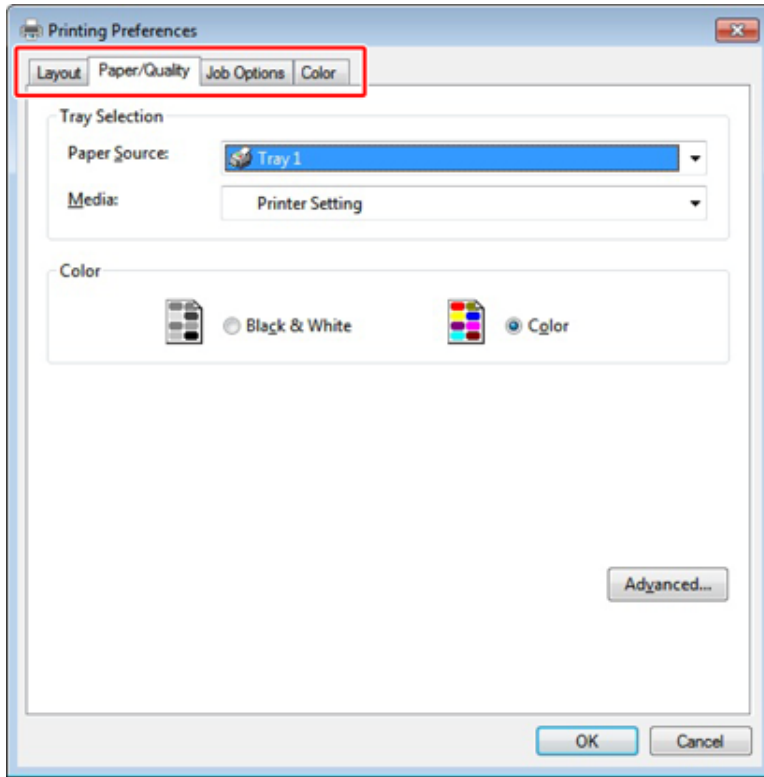 Printing Preferences
Layout Paper/Quality Job Options Color
Tray Selection
Paper Source: Tray 1
Media: Printer Setting
Color
Black & White Color
Advanced...
OK Cancel